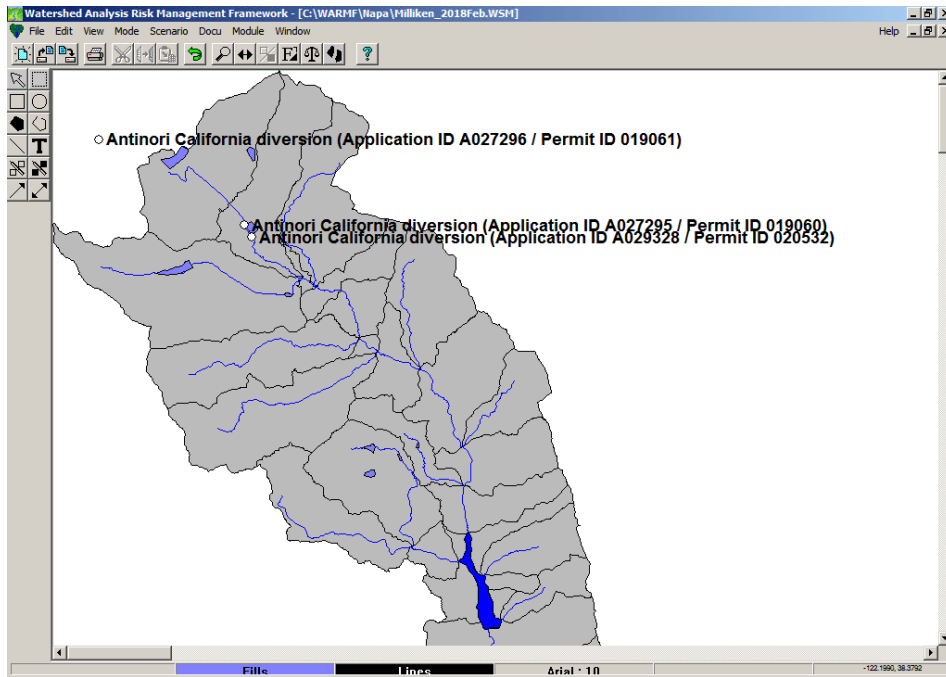 Watershed Analysis Risk Management Framework - [C:\WARMF\Napa\Milliken_2018Feb.WSM]
File Edit View Mode Scenario Docu Module Window Help
T
Antinori California diversion (Application ID A027296 / Permit ID 019061)
Antinori California diversion (Application ID A027295 / Permit ID 019060)
Antinori California diversion (Application ID A029328 / Permit ID 020532)
Fills Lines Arial : 10 -122.1990, 38.3792